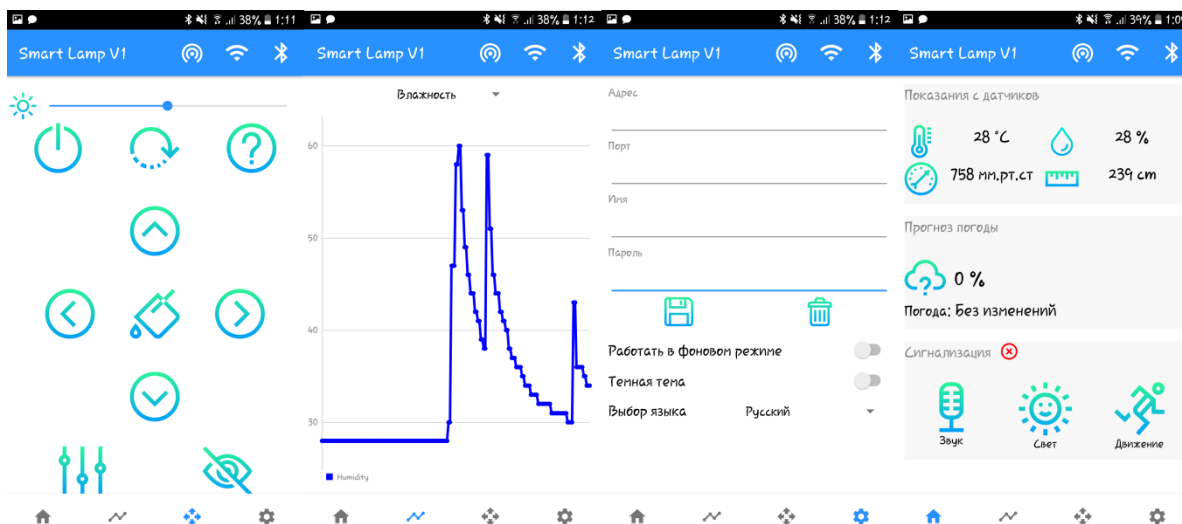 38% 1:11
Smart Lamp V1
38% 1:12
Smart Lamp V1
Влажность
60
50
40
30
Humidity
38% 1:12
Smart Lamp V1
Адрес
Порт
Имя
Пароль
Работать в фоновом режиме
Темная тема
Выбор языка Русский
39%
Smart Lamp V1
Показания с датчиков
28 °C 28 %
758 мм.рт.ст 239 cm
Прогноз погоды
0 %
Погода: Без изменений
Сигнализация
Звук Свет Движение